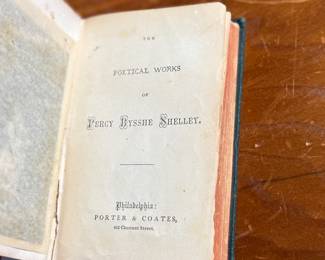 THE
POETICAL WORKS
OF
PERCY BYSSHE SHELLEY.
Philadelphia:
PORTER & COATES,
822 CHESTNUT STREET.